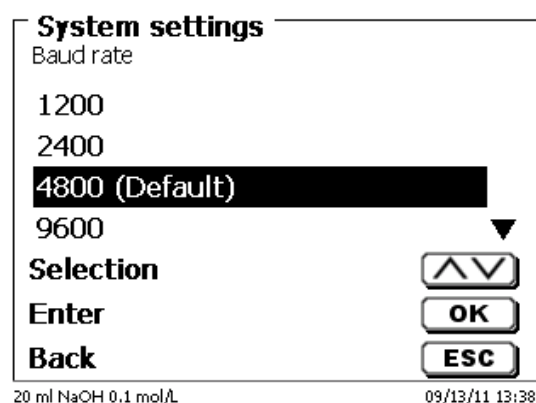 System settings
Baud rate
1200
2400
4800 (Default)
9600
Selection
Enter OK
Back ESC
20 ml NaOH 0.1 mol/L 09/13/11 13:38